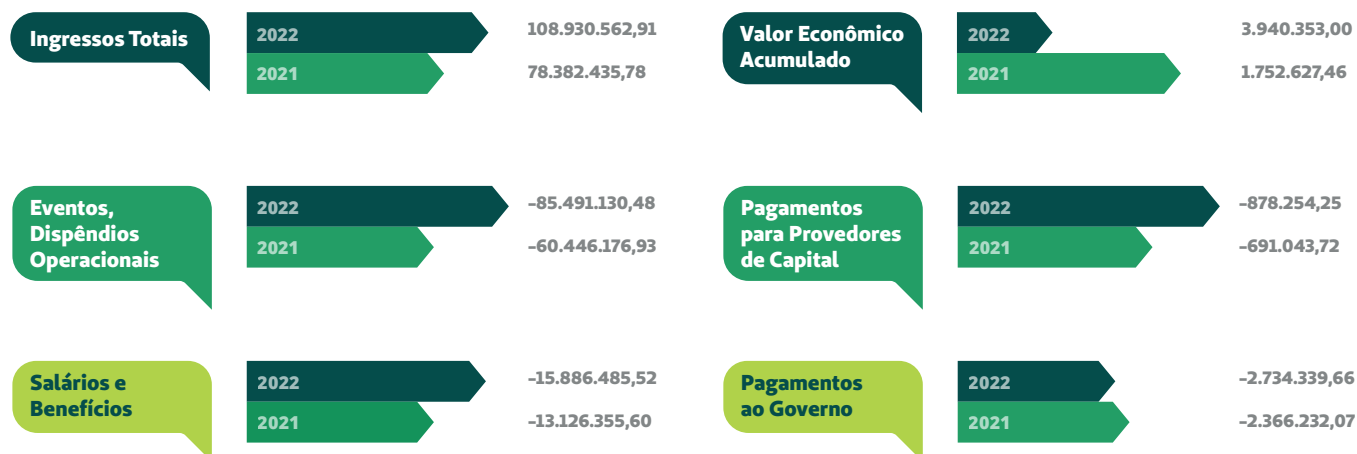 Ingressos Totais
2022
108.930.562,91
2021
78.382.435,78
Valor Econômico
Acumulado
2022
3.940.353,00
2021
1.752.627,46
Eventos,
Dispêndios
Operacionais
2022
-85.491.130,48
2021
-60.446.176,93
Pagamentos
para Provedores
de Capital
2022
-878.254,25
2021
-691.043,72
Salários e
Benefícios
2022
-15.886.485,52
2021
-13.126.355,60
Pagamentos
ao Governo
2022
-2.734.339,66
2021
-2.366.232,07